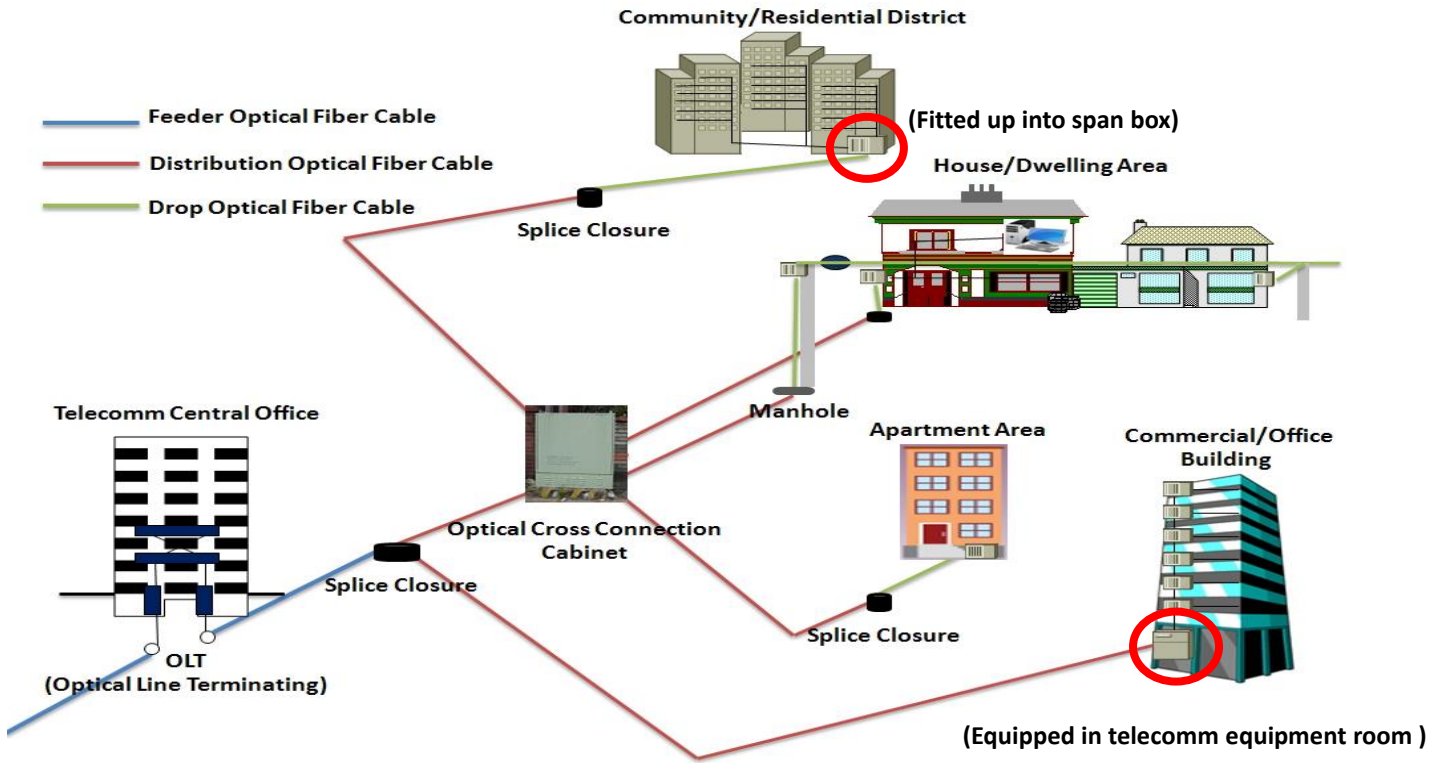 Community/Residential District
Feeder Optical Fiber Cable
(Fitted up into span box)
Distribution Optical Fiber Cable
House/Dwelling Area
Drop Optical Fiber Cable
Splice Closure
Telecomm Central Office
Manhole
Apartment Area
Commercial/Office
Building
Optical Cross Connection
Cabinet
Splice Closure
Splice Closure
OLT
(Optical Line Terminating)
(Equipped in telecomm equipment room )